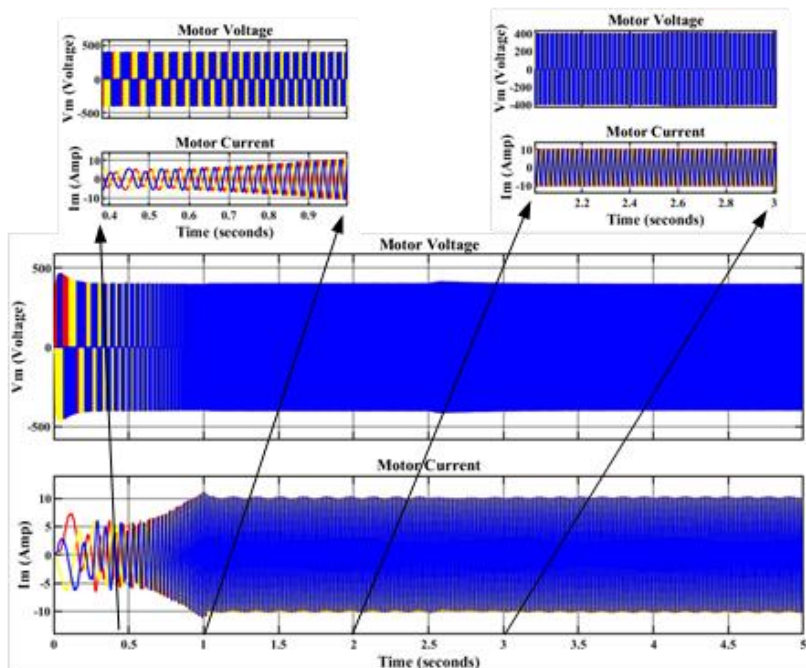 Motor Voltage
500
0
-500
Vm (Voltage)
Motor Current
10
0
-10
Im (Amp)
0.4 0.5 0.6 0.7 0.8 0.9
Time (seconds)
Motor Voltage
400
200
0
-200
-400
Vm (Voltage)
Motor Current
10
0
-10
Im (Amp)
2.2 2.4 2.6 2.8 3
Time (seconds)
Motor Voltage
500
0
-500
Vm (Voltage)
Motor Current
10
5
0
-5
-10
Im (Amp)
0 0.5 1 1.5 2 2.5 3 3.5 4 4.5 5
Time (seconds)